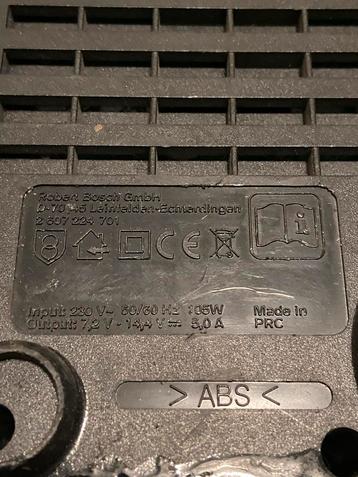 Robert Bosch GmbH
D-70745 Leinfelden-Echterdingen
2 607 224 701
CE
i
Input: 230 V~ 50/60 Hz 105W
Output: 7,2 V - 14,4 V 5,0 A
Made in
PRC
> ABS <